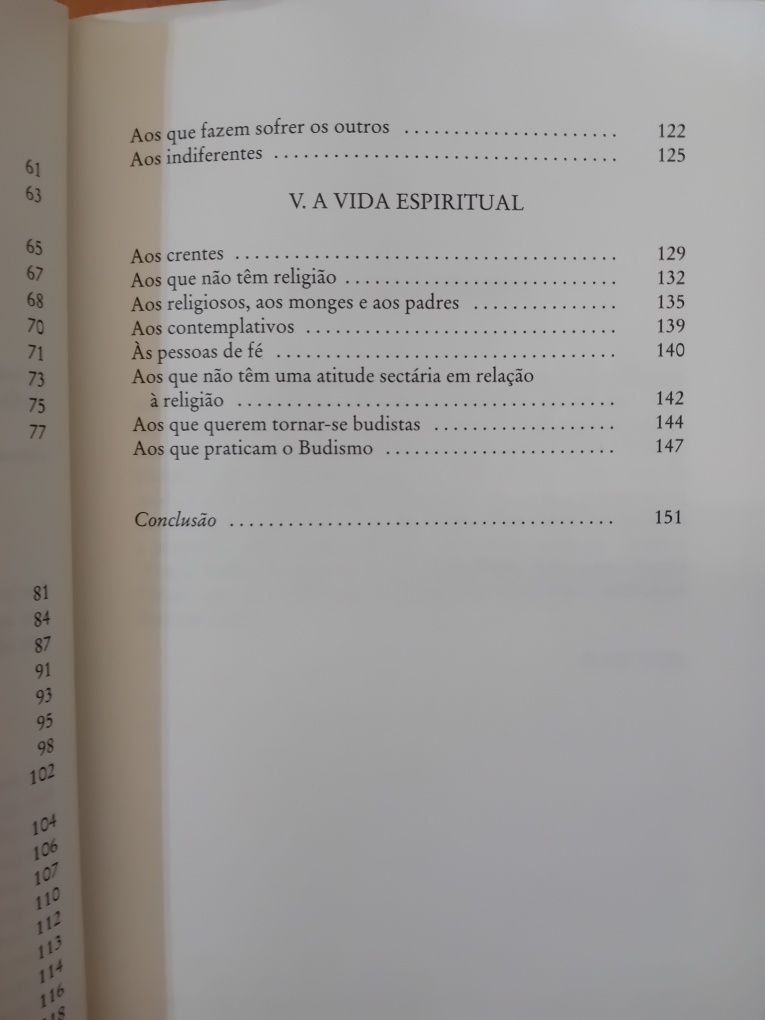 61
63
65
67
68
70
71
73
75
77
81
84
87
91
93
95
98
102
104
106
107
110
112
113
114
116
118
Aos que fazem sofrer os outros ...................... 122
Aos indiferentes ................................... 125
V. A VIDA ESPIRITUAL
Aos crentes ....................................... 129
Aos que não têm religião ............................ 132
Aos religiosos, aos monges e aos padres ............... 135
Aos contemplativos ................................ 139
Às pessoas de fé ................................... 140
Aos que não têm uma atitude sectária em relação
à religião ....................................... 142
Aos que querem tornar-se budistas ................... 144
Aos que praticam o Budismo ........................ 147
Conclusão ........................................ 151